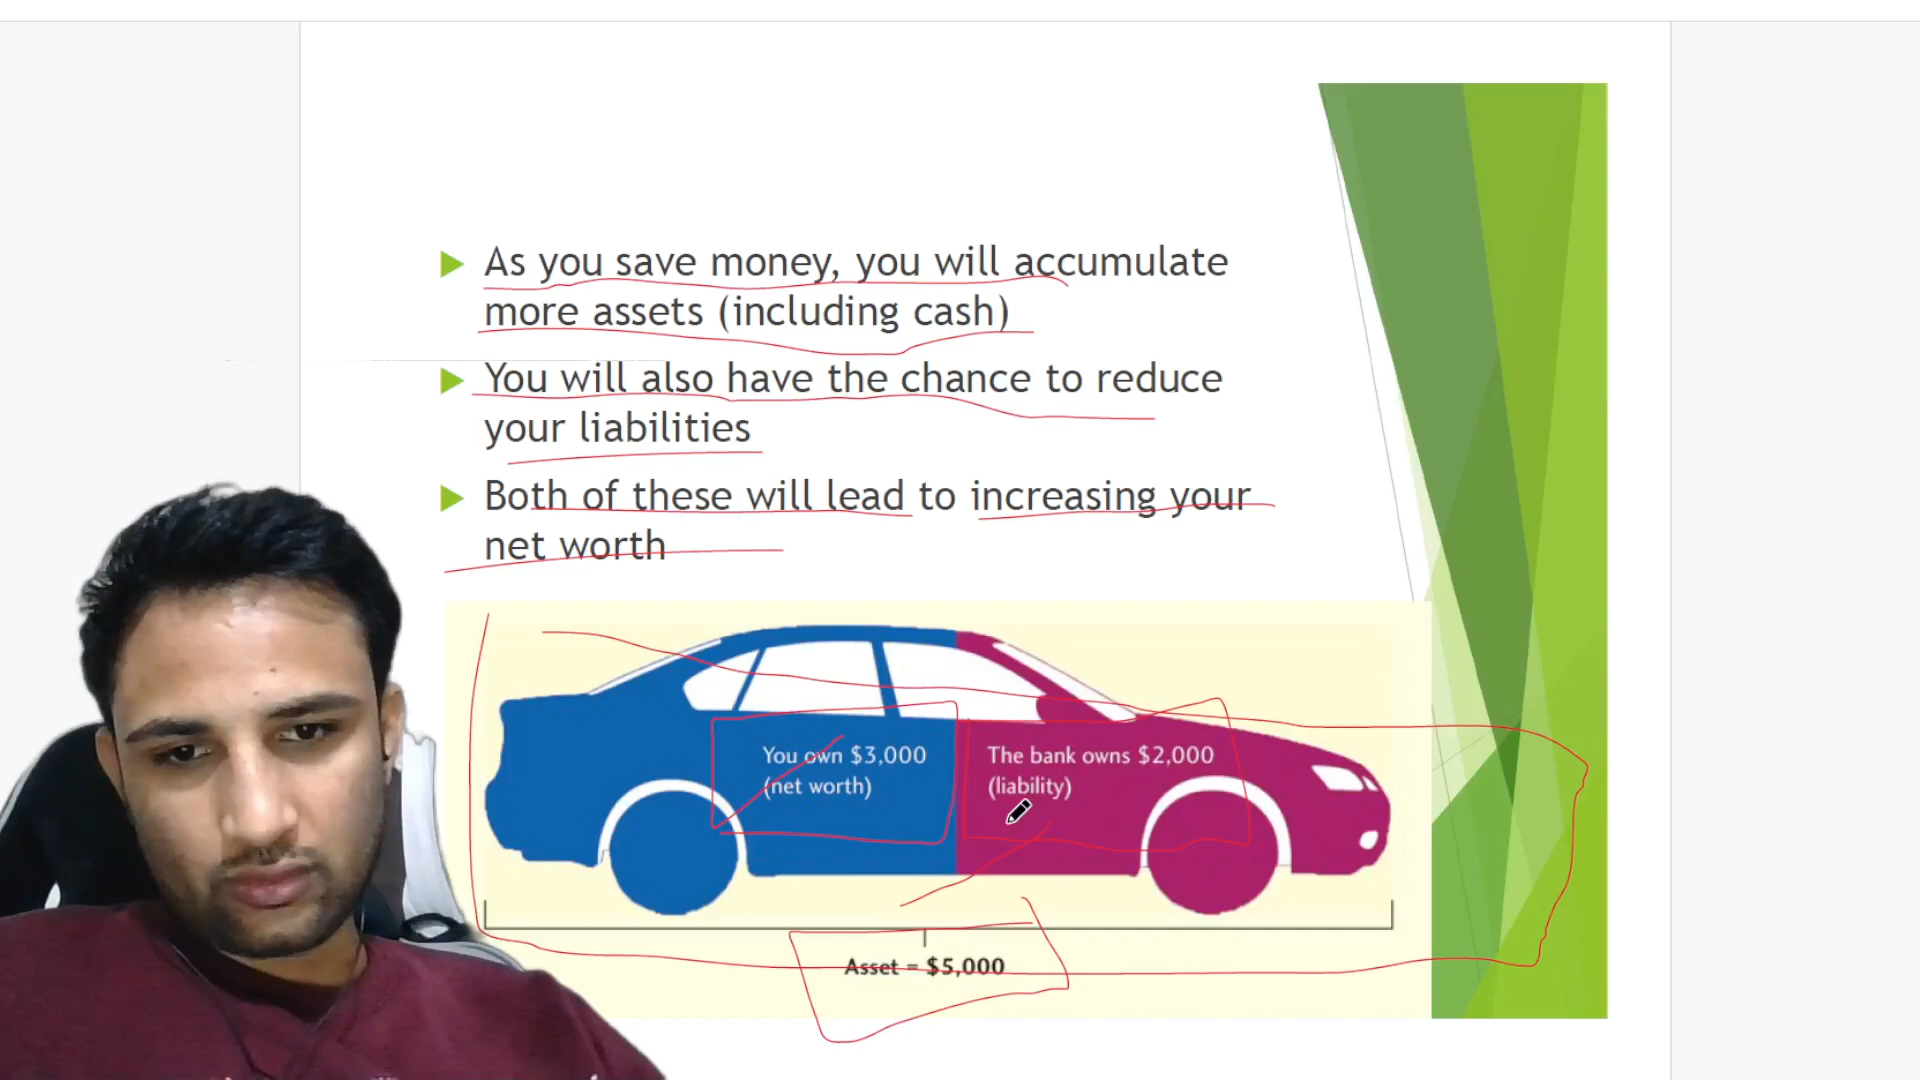 As you save money, you will accumulate
more assets (including cash)
You will also have the chance to reduce
your liabilities
Both of these will lead to increasing your
net worth
You own $3,000
(net worth)
The bank owns $2,000
(liability)
Asset = $5,000